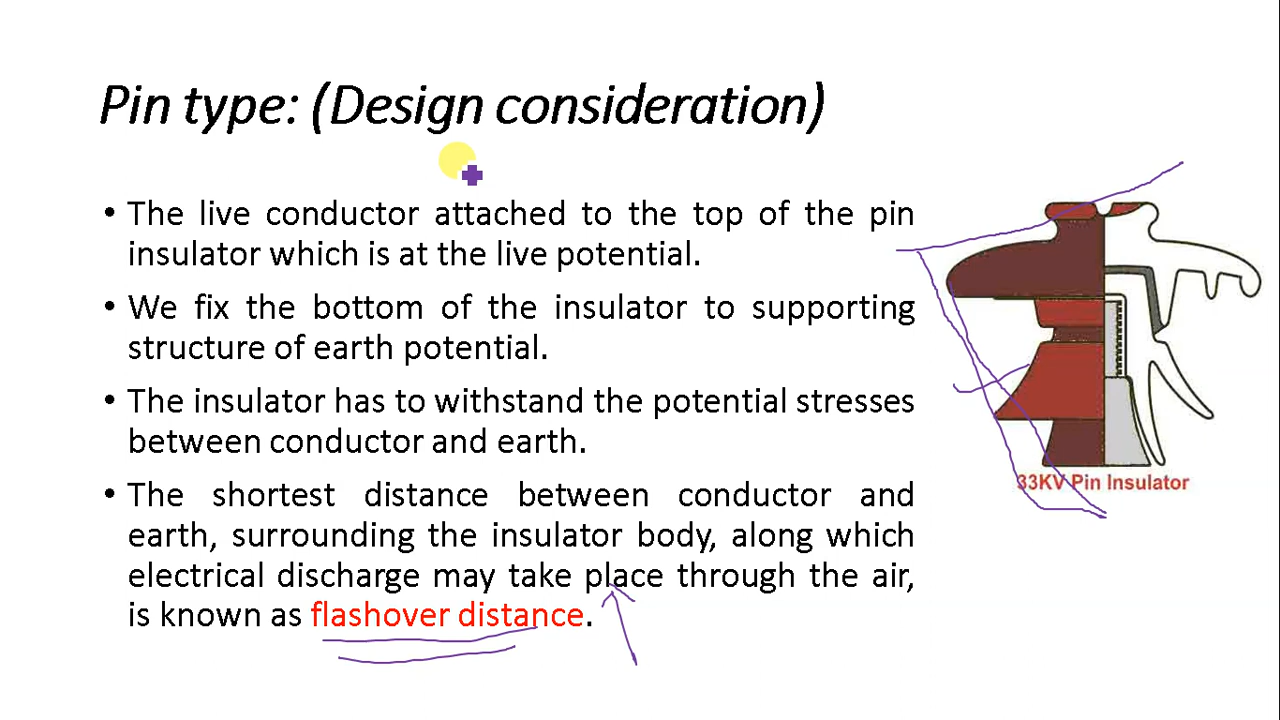 Pin type: (Design consideration)
• The live conductor attached to the top of the pin
insulator which is at the live potential.
• We fix the bottom of the insulator to supporting
structure of earth potential.
• The insulator has to withstand the potential stresses
between conductor and earth.
• The shortest distance between conductor and
earth, surrounding the insulator body, along which
electrical discharge may take place through the air,
is known as flashover distance.
33KV Pin Insulator